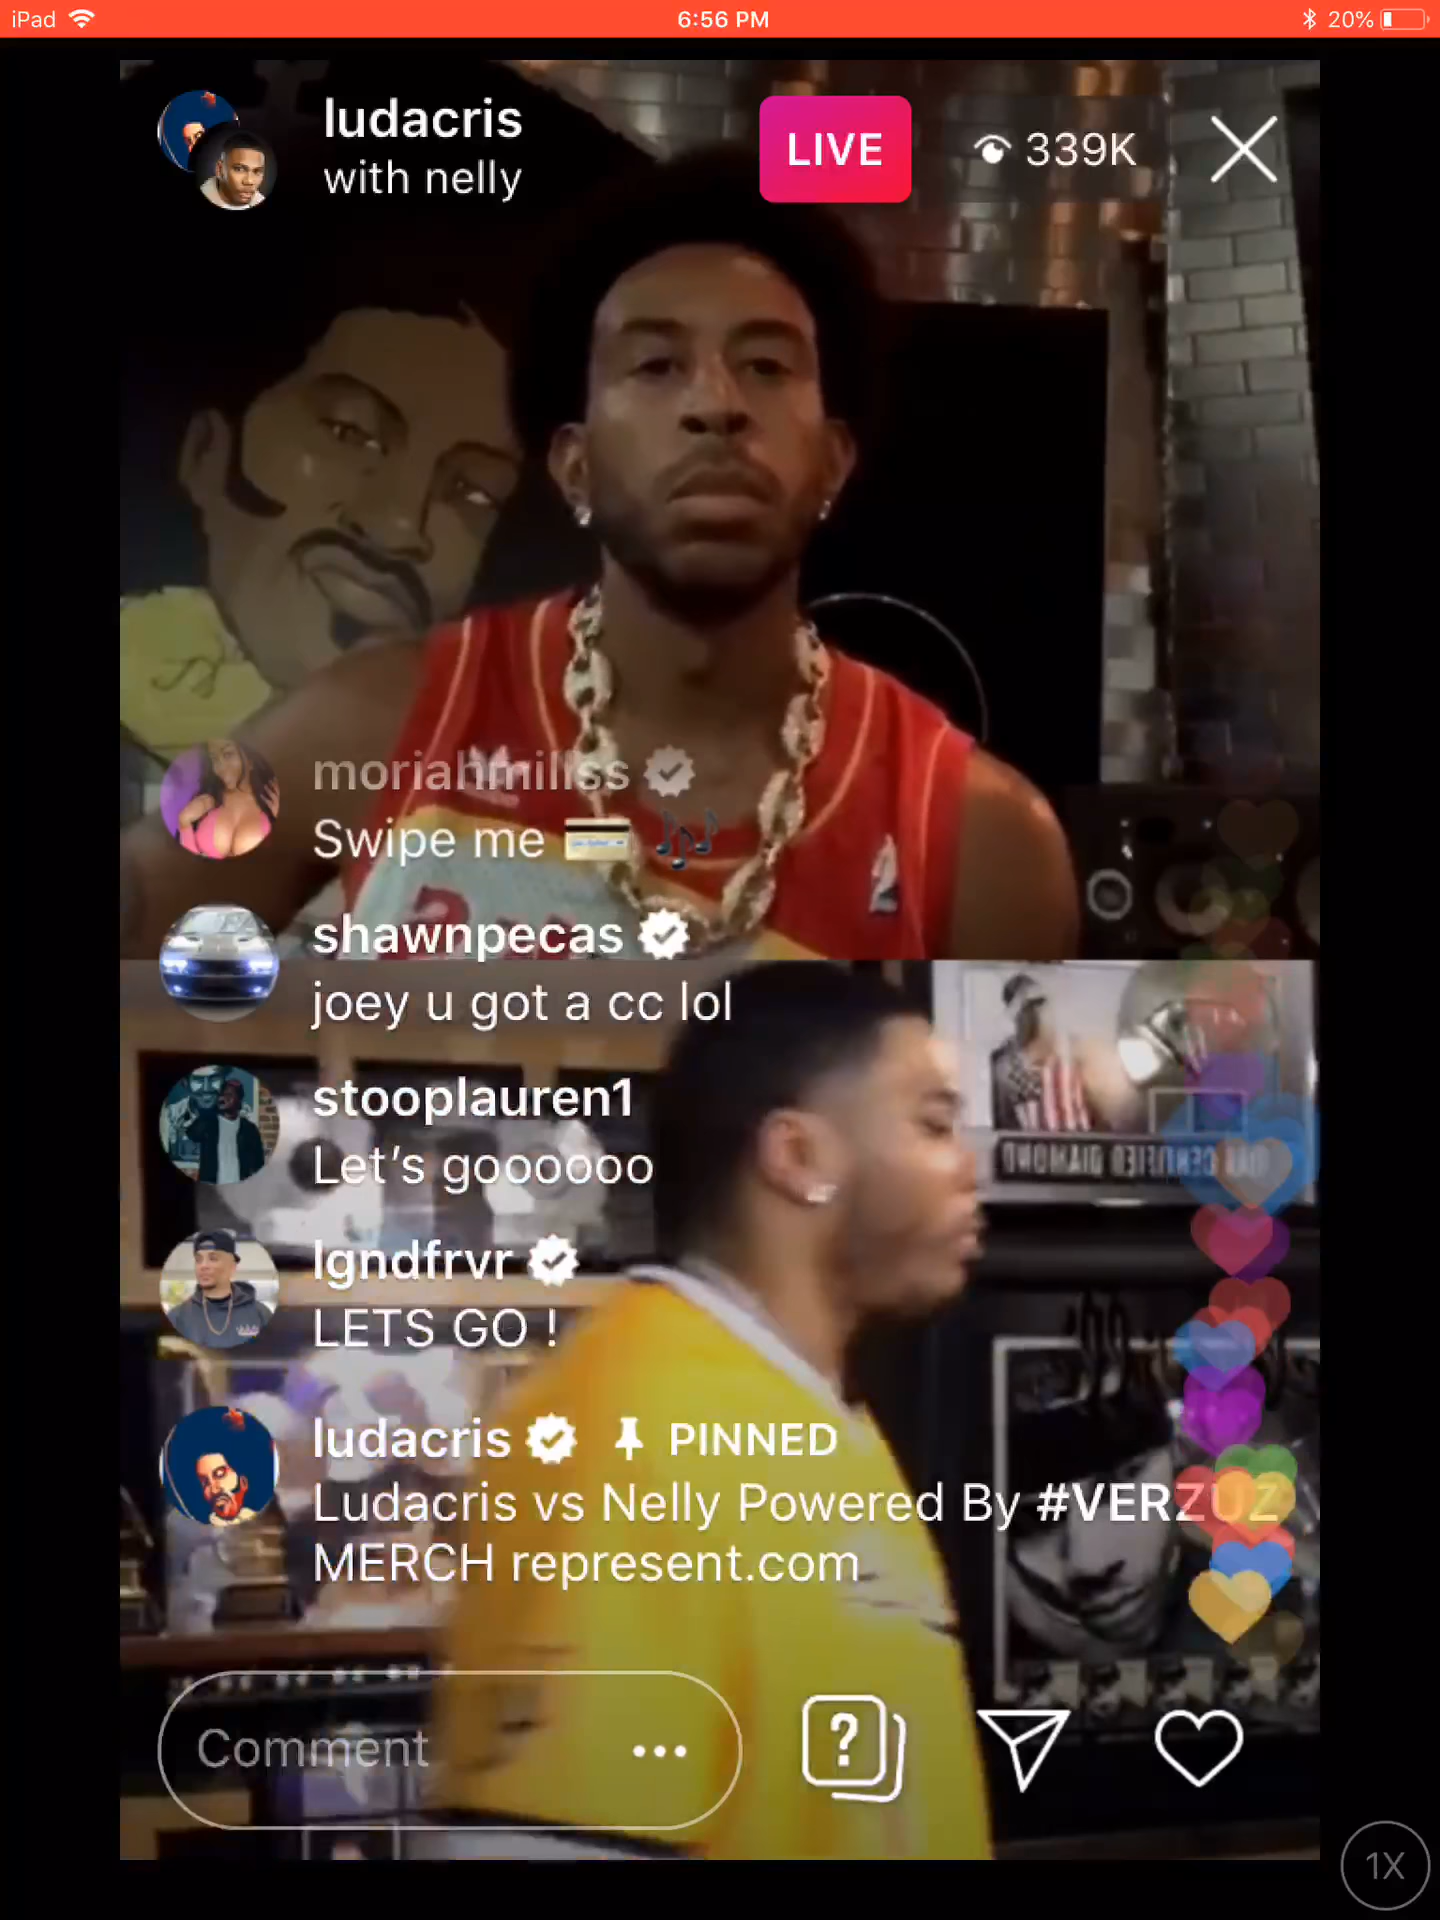 iPad
6:56 PM
20%
ludacris
with nelly
LIVE
339K
moriahmillss
Swipe me
shawnpecas
joey u got a cc lol
stooplauren1
Let's goooooo
lgndfrvr
LETS GO !
ludacris PINNED
Ludacris vs Nelly Powered By #VERZUZ
MERCH represent.com
Comment
?
1X